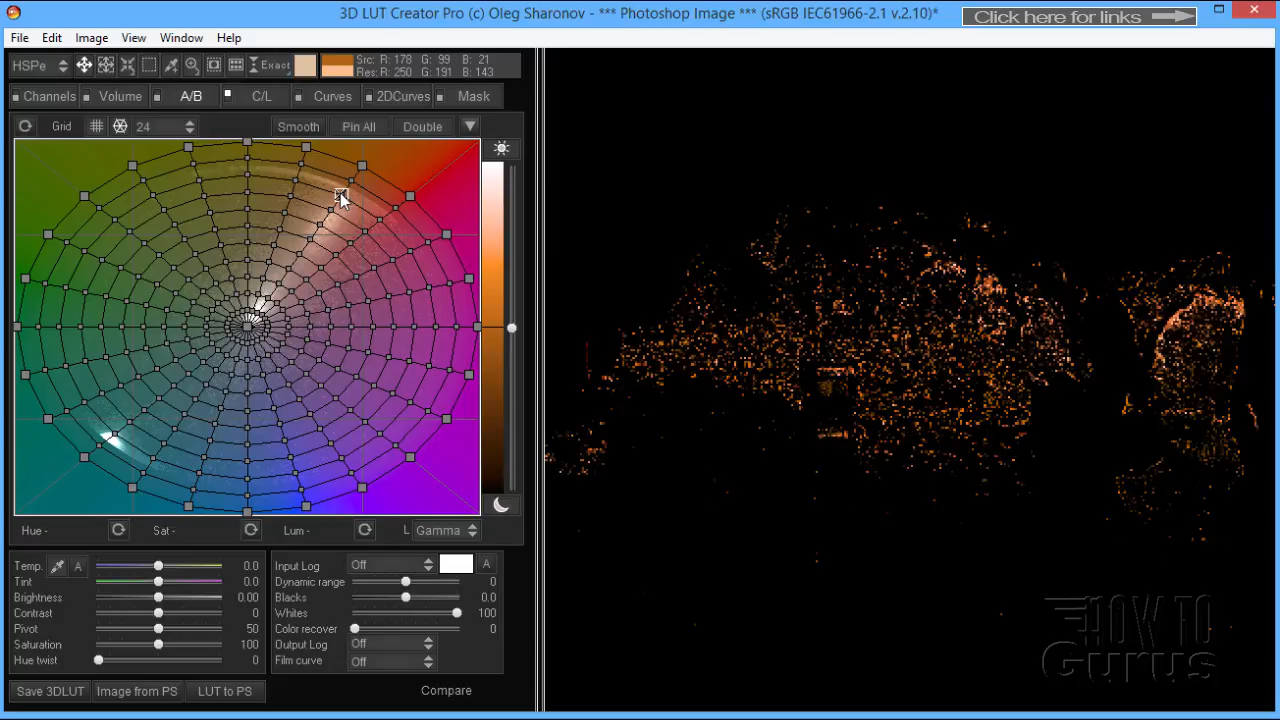 3D LUT Creator Pro (c) Oleg Sharonov - *** Photoshop Image *** (sRGB IEC61966-2.1 v.2.10)*
Click here for links
File Edit Image View Window Help
HSPe Exact Src: R: 178 G: 99 B: 21
Res: R: 250 G: 191 B: 143
Channels Volume A/B C/L Curves 2DCurves Mask
Grid 24 Smooth Pin All Double
Hue - Sat - Lum - L Gamma
Temp. A 0.0 Input Log Off A
Tint 0.0 Dynamic range 0
Brightness 0.00 Blacks 0.0
Contrast 0 Whites 100
Pivot 50 Color recover 0
Saturation 100 Output Log Off
Hue twist 0 Film curve Off
Save 3DLUT Image from PS LUT to PS Compare
HOW TO
Gurus